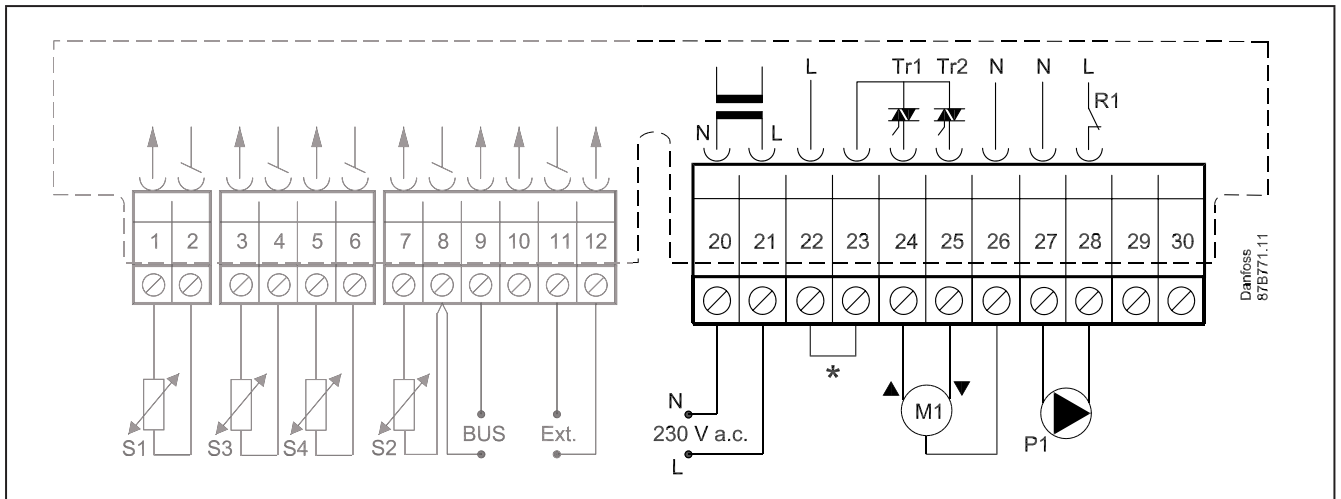 L Tr1 Tr2 N N L
R1
N L
1 2 3 4 5 6 7 8 9 10 11 12
20 21 22 23 24 25 26 27 28 29 30
Danfoss
87B771.11
*
N
M1
BUS Ext. 230 V a.c.
S1 S3 S4 S2 P1
L